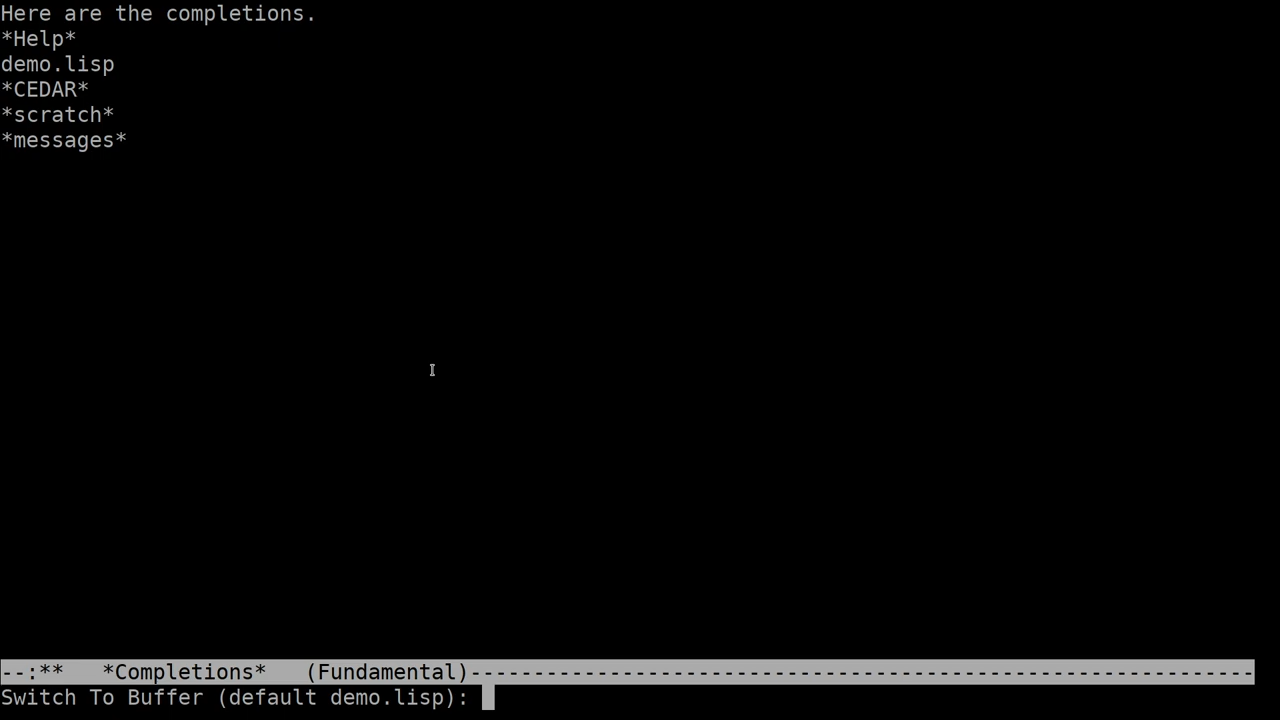 Here are the completions.
*Help*
demo.lisp
*CEDAR*
*scratch*
*messages*
--:**   *Completions*   (Fundamental)--------------------------------------------------------------
Switch To Buffer (default demo.lisp):